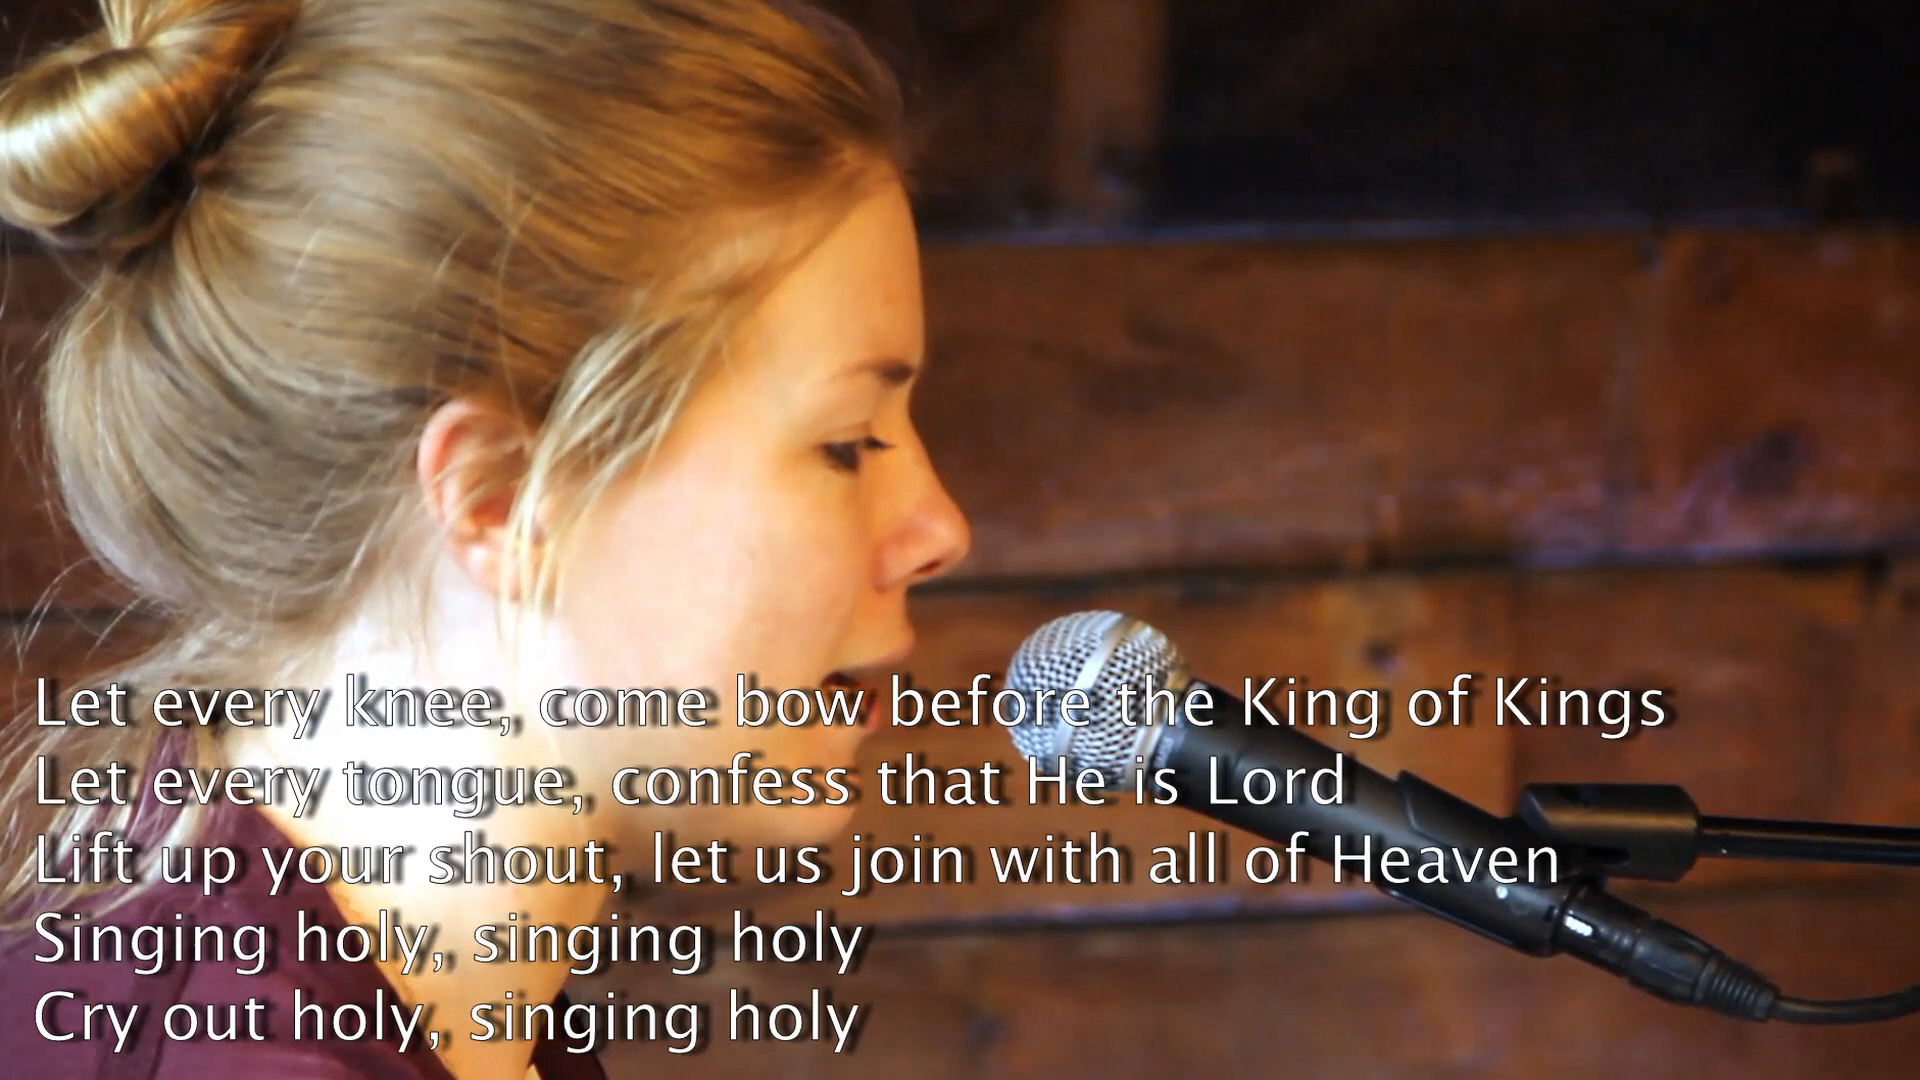 Let every knee, come bow before the King of Kings
Let every tongue, confess that He is Lord
Lift up your shout, let us join with all of Heaven
Singing holy, singing holy
Cry out holy, singing holy